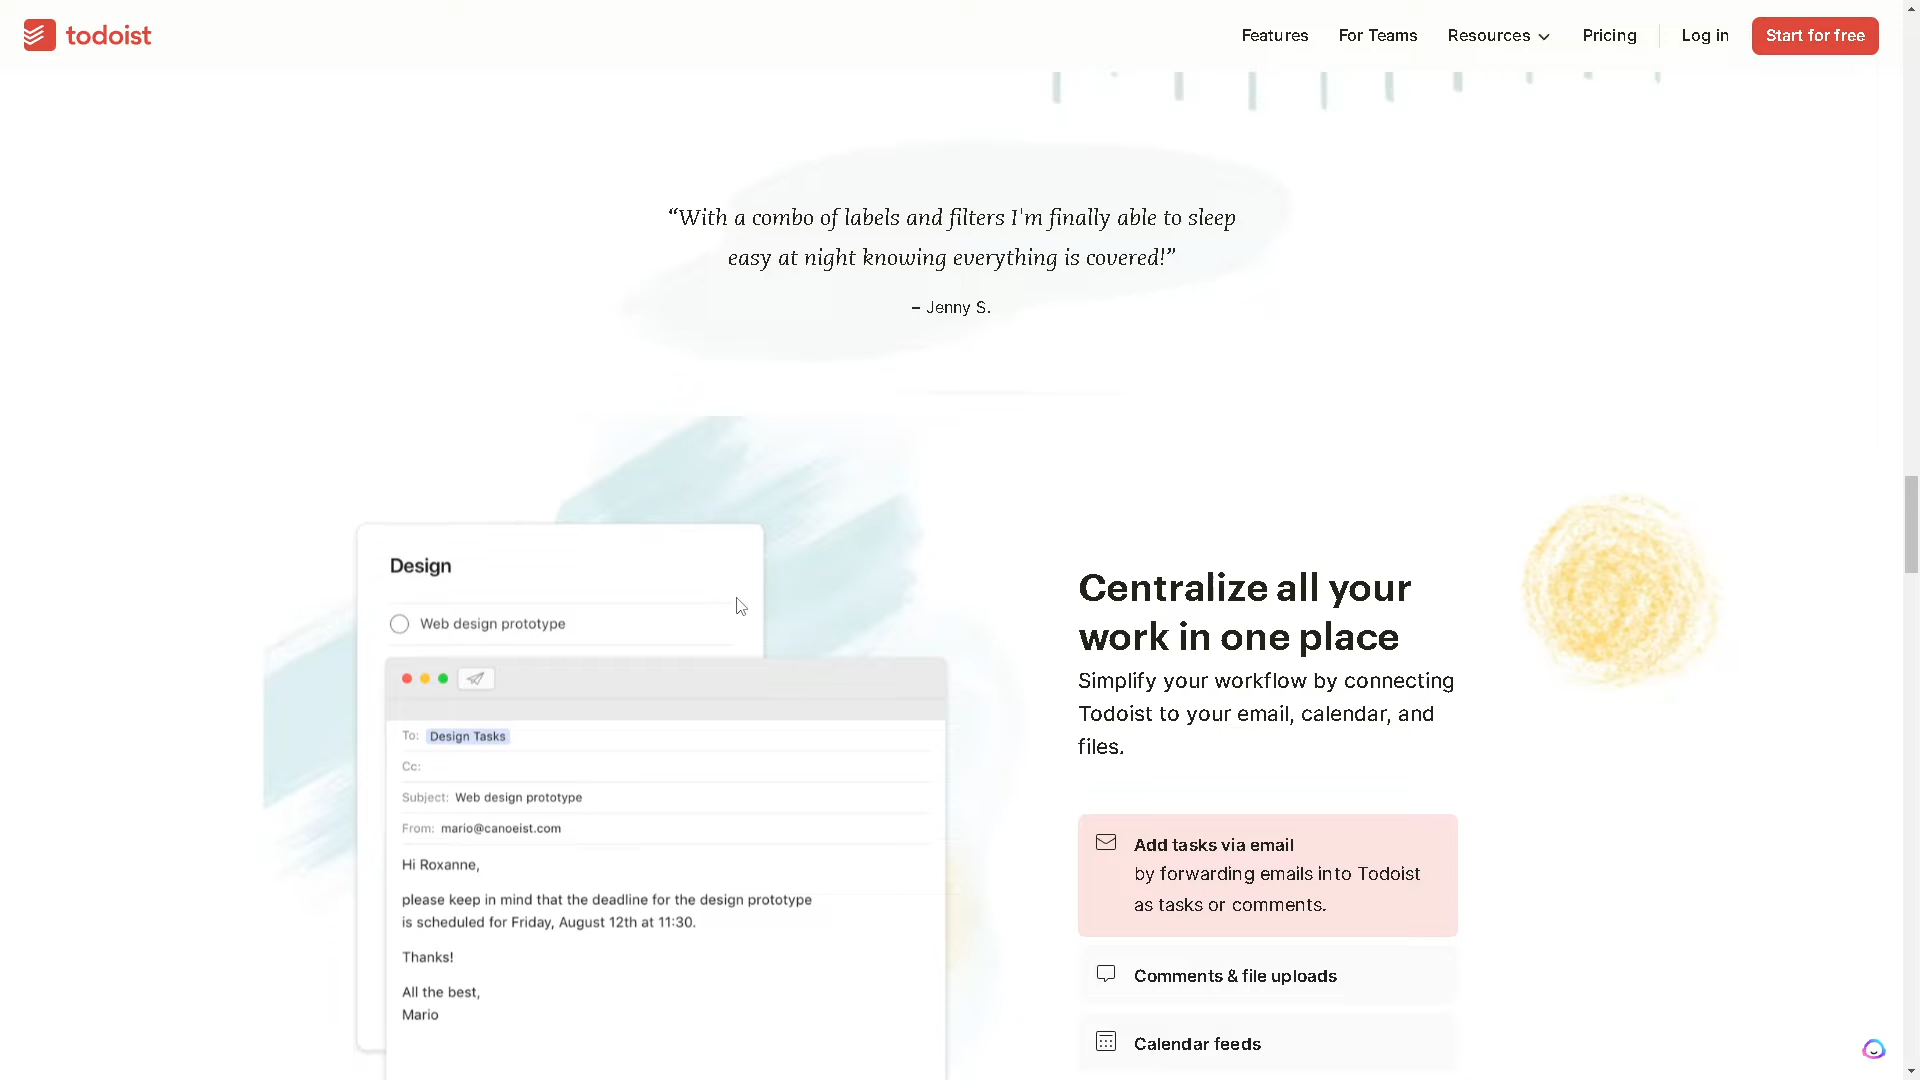 todoist
Features
For Teams
Resources
Pricing
Log in
Start for free
“With a combo of labels and filters I'm finally able to sleep
easy at night knowing everything is covered!”
– Jenny S.
Design
Web design prototype
To: Design Tasks
Cc:
Subject: Web design prototype
From: mario@canoeist.com
Hi Roxanne,
please keep in mind that the deadline for the design prototype
is scheduled for Friday, August 12th at 11:30.
Thanks!
All the best,
Mario
Centralize all your
work in one place
Simplify your workflow by connecting
Todoist to your email, calendar, and
files.
Add tasks via email
by forwarding emails into Todoist
as tasks or comments.
Comments & file uploads
Calendar feeds